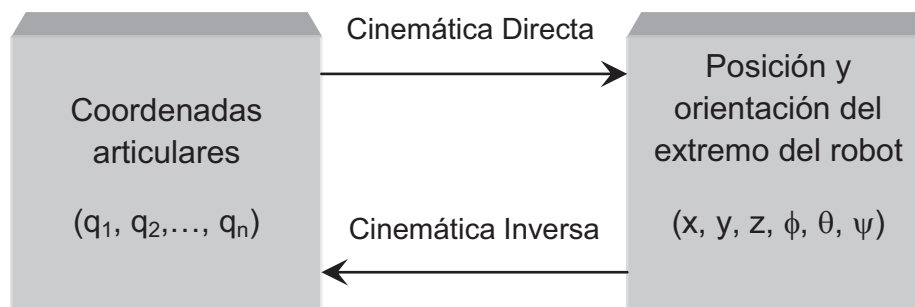 Cinemática Directa
Coordenadas
articulares
(q₁, q₂,…, qₙ)
Posición y
orientación del
extremo del robot
(x, y, z, ϕ, θ, ψ)
Cinemática Inversa